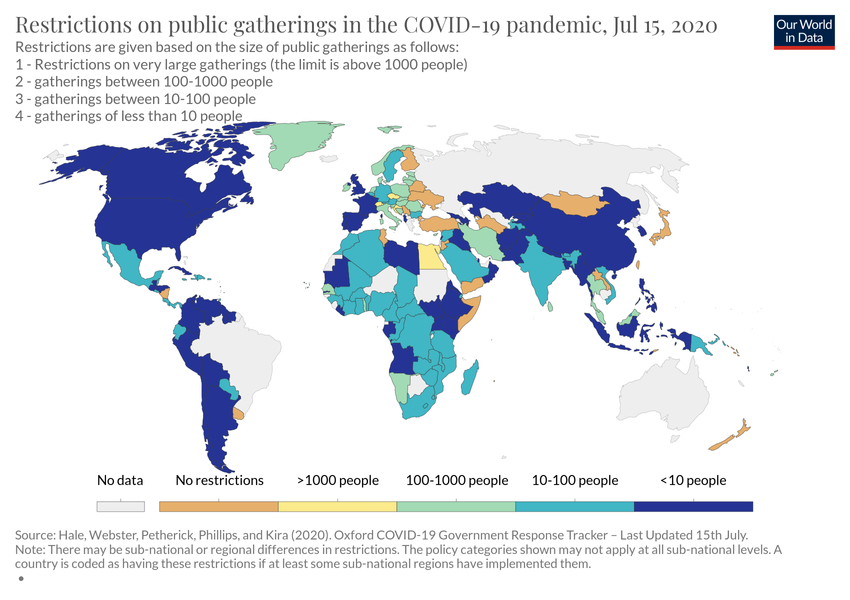 Restrictions on public gatherings in the COVID-19 pandemic, Jul 15, 2020
Our World
in Data
Restrictions are given based on the size of public gatherings as follows:
1 - Restrictions on very large gatherings (the limit is above 1000 people)
2 - gatherings between 100-1000 people
3 - gatherings between 10-100 people
4 - gatherings of less than 10 people
No data
No restrictions
>1000 people
100-1000 people
10-100 people
<10 people
Source: Hale, Webster, Petherick, Phillips, and Kira (2020). Oxford COVID-19 Government Response Tracker – Last Updated 15th July.
Note: There may be sub-national or regional differences in restrictions. The policy categories shown may not apply at all sub-national levels. A
country is coded as having these restrictions if at least some sub-national regions have implemented them.